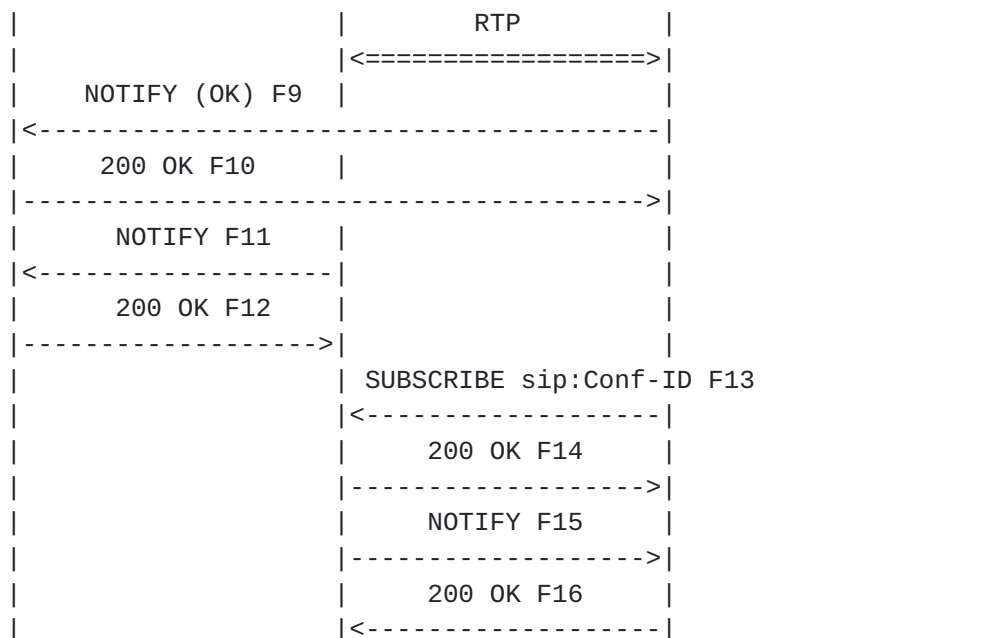 |                    |        RTP         |
|                    |<==================>|
|    NOTIFY (OK) F9  |                    |
|<----------------------------------------|
|     200 OK F10     |                    |
|---------------------------------------->|
|      NOTIFY F11    |                    |
|<-------------------|                    |
|      200 OK F12    |                    |
|------------------->|                    |
|                    | SUBSCRIBE sip:Conf-ID F13
|                    |<-------------------|
|                    |     200 OK F14     |
|                    |------------------->|
|                    |     NOTIFY F15     |
|                    |------------------->|
|                    |     200 OK F16     |
|                    |<-------------------|